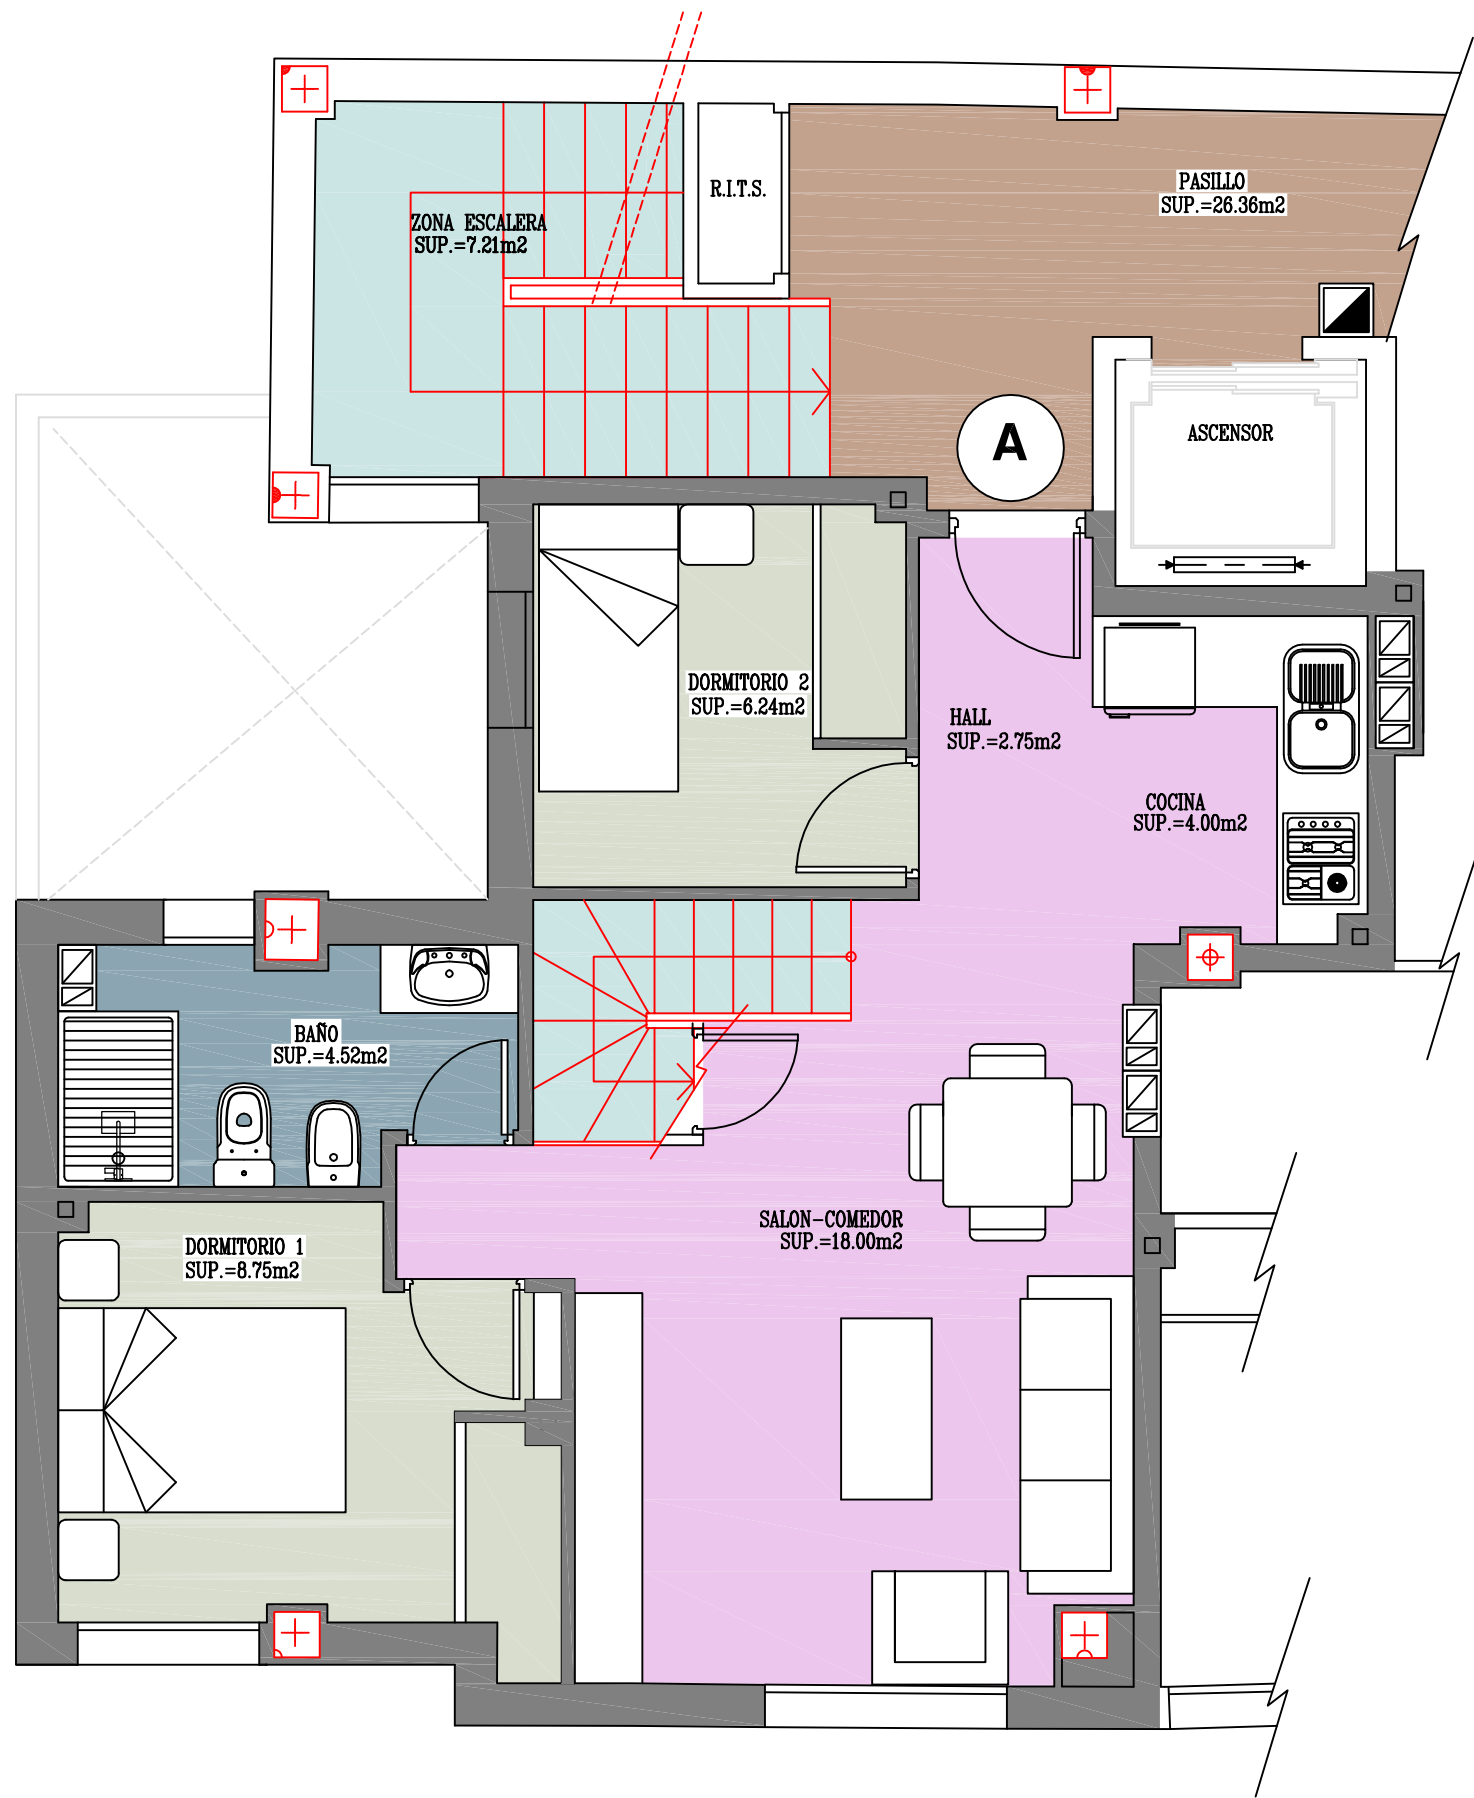 PASILLO
SUP.=26.36m2
R.I.T.S.
ZONA ESCALERA
SUP.=7.21m2
A
ASCENSOR
DORMITORIO 2
SUP.=6.24m2
HALL
SUP.=2.75m2
COCINA
SUP.=4.00m2
BAÑO
SUP.=4.52m2
SALON-COMEDOR
SUP.=18.00m2
DORMITORIO 1
SUP.=8.75m2